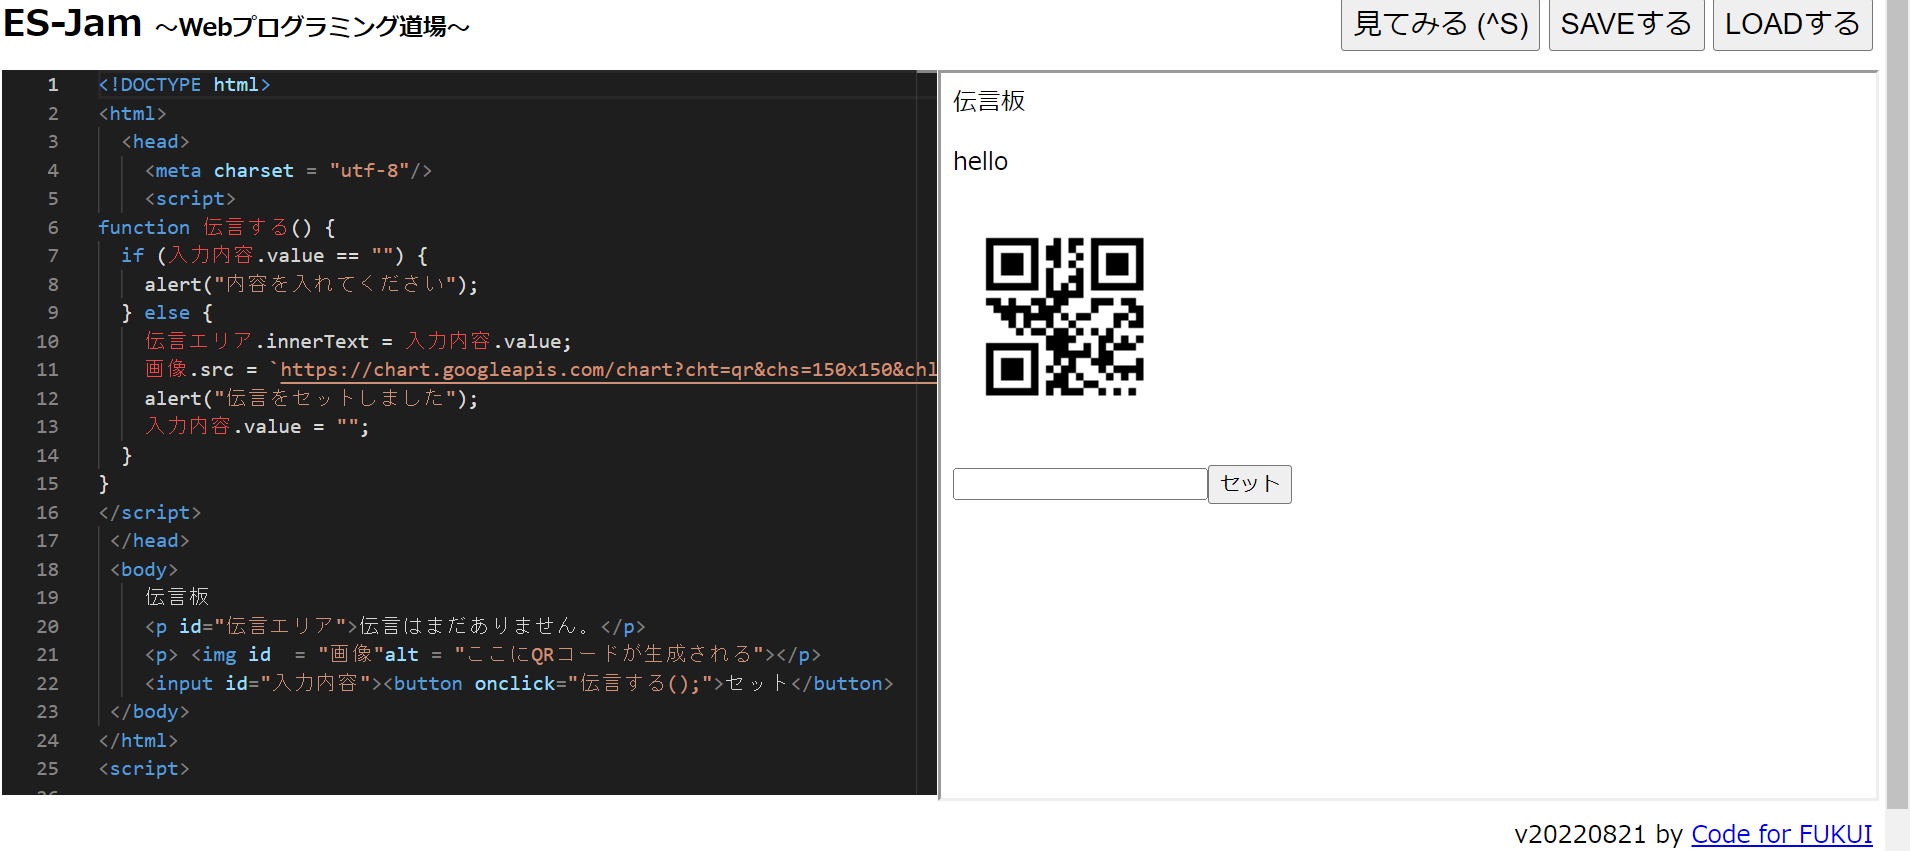 ES-Jam ～Webプログラミング道場～
見てみる (^S) SAVEする LOADする
1 <!DOCTYPE html>
2 <html>
3 <head>
4 <meta charset = "utf-8"/>
5 <script>
6 function 伝言する() {
7 if (入力内容.value == "") {
8 alert("内容を入れてください");
9 } else {
10 伝言エリア.innerText = 入力内容.value;
11 画像.src = `https://chart.googleapis.com/chart?cht=qr&chs=150x150&chl
12 alert("伝言をセットしました");
13 入力内容.value = "";
14 }
15 }
16 </script>
17 </head>
18 <body>
19 伝言板
20 <p id="伝言エリア">伝言はまだありません。</p>
21 <p> <img id  = "画像"alt = "ここにQRコードが生成される"></p>
22 <input id="入力内容"><button onclick="伝言する();">セット</button>
23 </body>
24 </html>
25 <script>
伝言板
hello
セット
v20220821 by Code for FUKUI